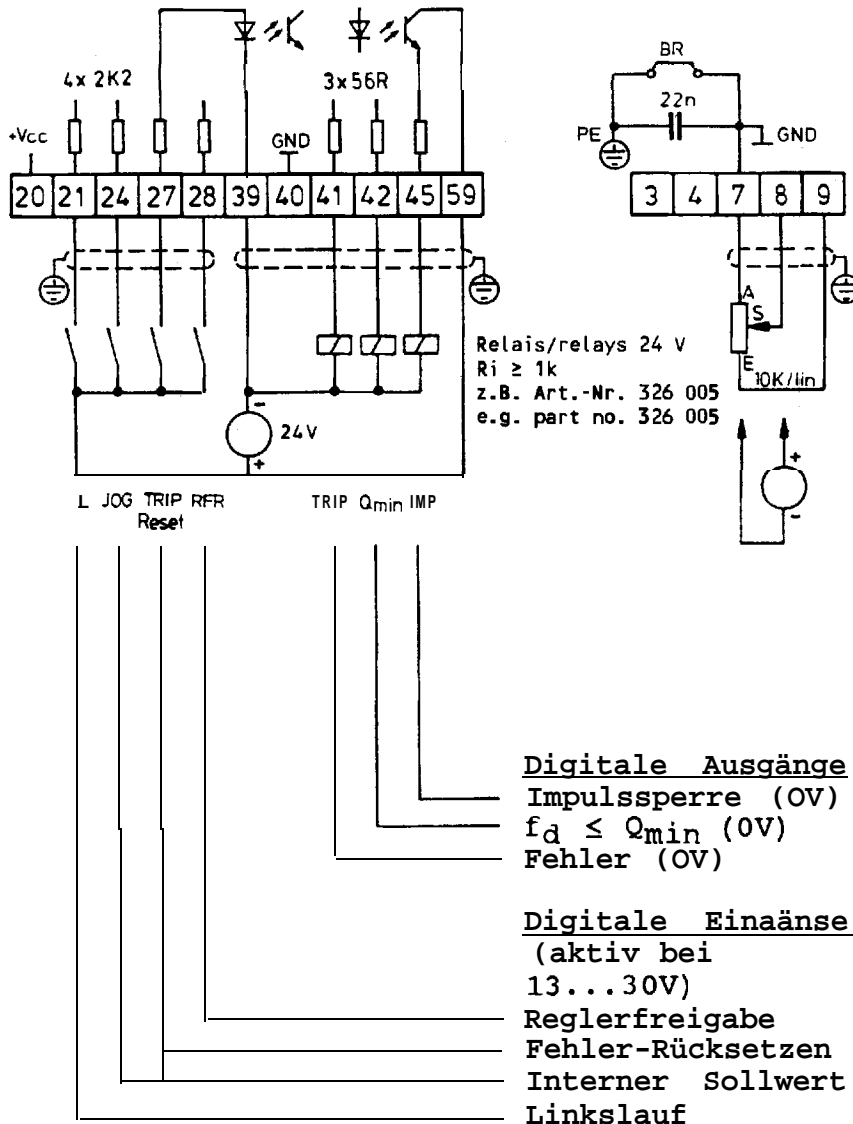 4x 2K2
3x56R
+Vcc
GND
20 21 24 27 28 39 40 41 42 45 59
BR
22n
PE
GND
3 4 7 8 9
A
S
E
10K/lin
Relais/relays 24 V
Ri ≥ 1k
z.B. Art.-Nr. 326 005
e.g. part no. 326 005
-
24V
+
+
-
L JOG TRIP RFR
Reset
TRIP Qmin IMP
Digitale Ausgänge
Impulssperre (OV)
fd ≤ Qmin (0V)
Fehler (OV)
Digitale Einaänse
(aktiv bei
13...30V)
Reglerfreigabe
Fehler-Rücksetzen
Interner Sollwert
Linkslauf